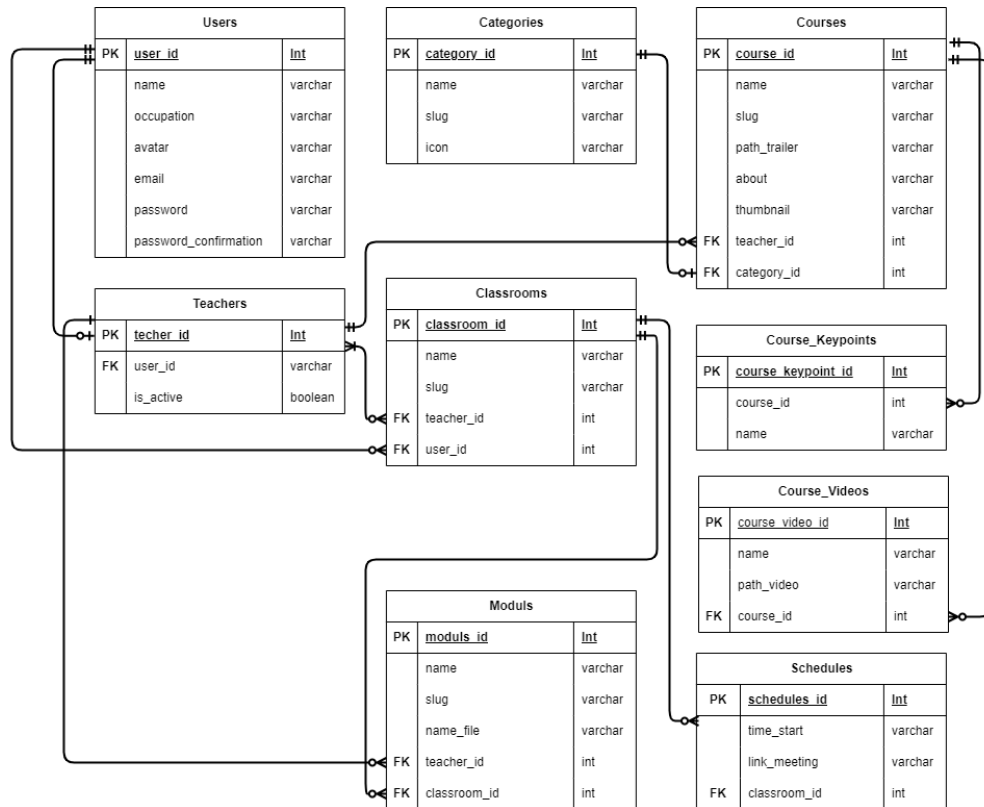 Users
PK user_id Int
name varchar
occupation varchar
avatar varchar
email varchar
password varchar
password_confirmation varchar
Categories
PK category_id Int
name varchar
slug varchar
icon varchar
Courses
PK course_id Int
name varchar
slug varchar
path_trailer varchar
about varchar
thumbnail varchar
FK teacher_id int
FK category_id int
Teachers
PK techer_id Int
FK user_id varchar
is_active boolean
Classrooms
PK classroom_id Int
name varchar
slug varchar
FK teacher_id int
FK user_id int
Course_Keypoints
PK course_keypoint_id Int
course_id int
name varchar
Course_Videos
PK course_video_id Int
name varchar
path_video varchar
FK course_id int
Moduls
PK moduls_id Int
name varchar
slug varchar
name_file varchar
FK teacher_id int
FK classroom_id int
Schedules
PK schedules_id Int
time_start varchar
link_meeting varchar
FK classroom_id int